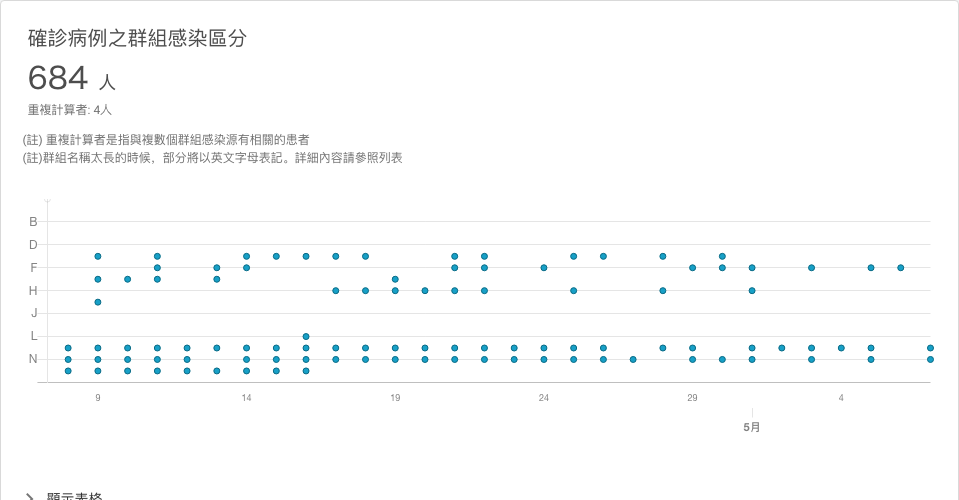 確診病例之群組感染區分
684 人
重複計算者: 4人
(註) 重複計算者是指與複數個群組感染源有相關的患者
(註)群組名稱太長的時候，部分將以英文字母表記。詳細內容請參照列表
B
D
F
H
J
L
N
9 14 19 24 29 4
5月
顯示表格